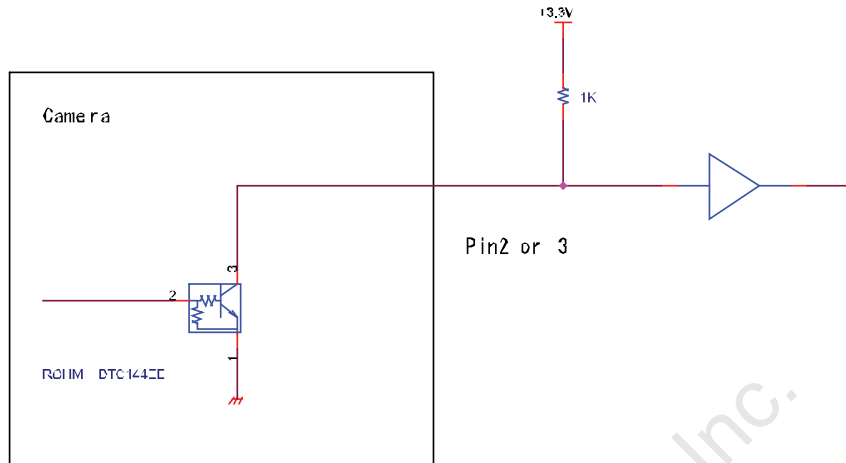 +3.3V
1K
Camera
Pin2 or 3
3
2
1
ROHM DTC144EE
Inc.